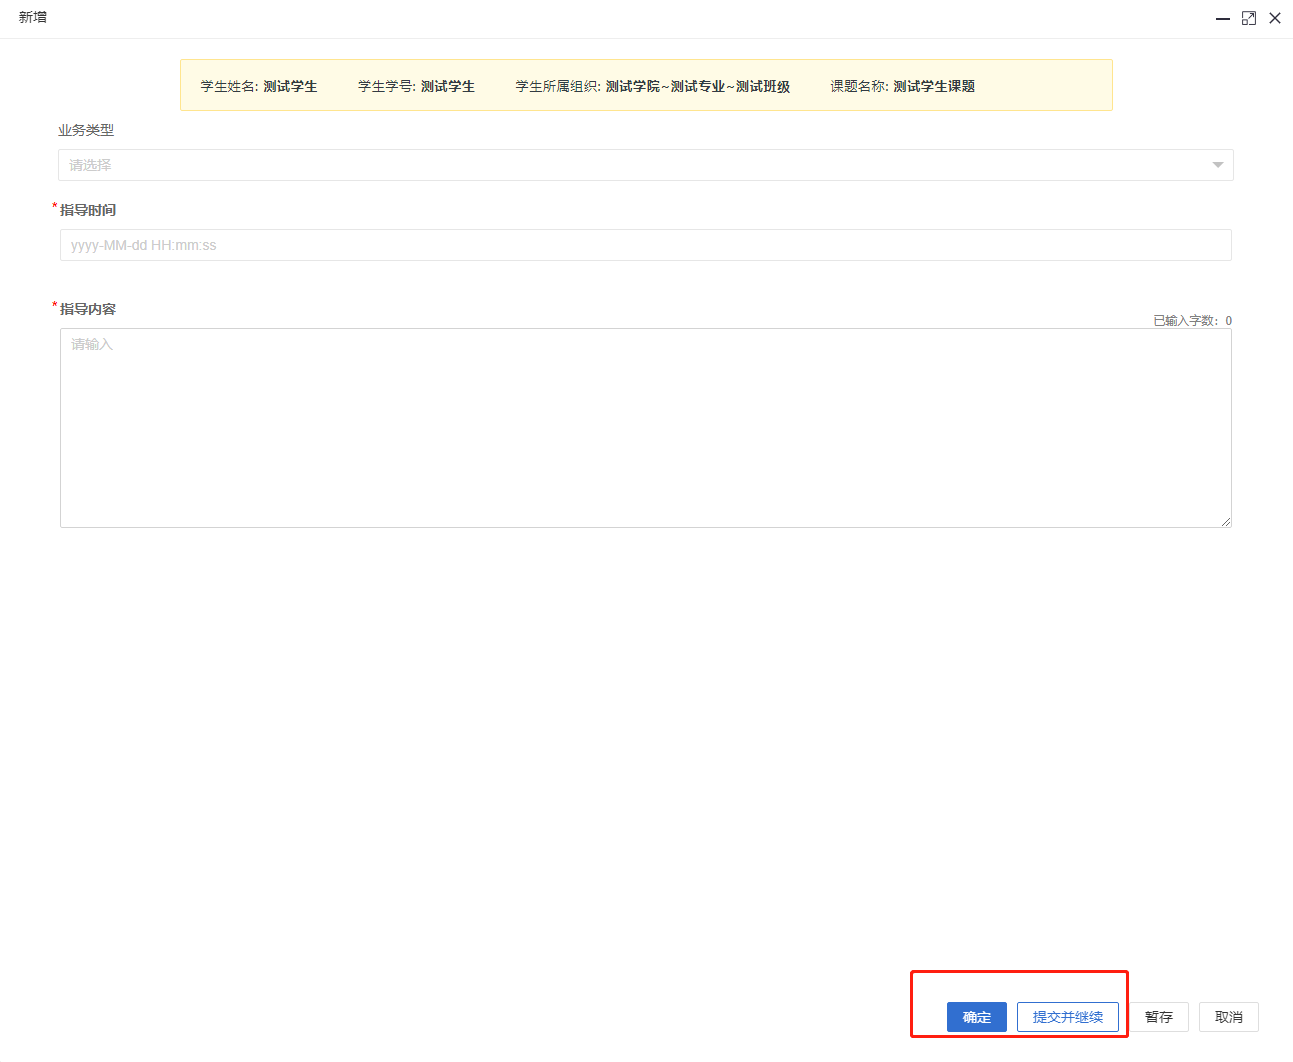 新增
学生姓名: 测试学生 学生学号: 测试学生 学生所属组织: 测试学院~测试专业~测试班级 课题名称: 测试学生课题
业务类型
请选择
*指导时间
yyyy-MM-dd HH:mm:ss
*指导内容
已输入字数：0
请输入
确定 提交并继续 暂存 取消